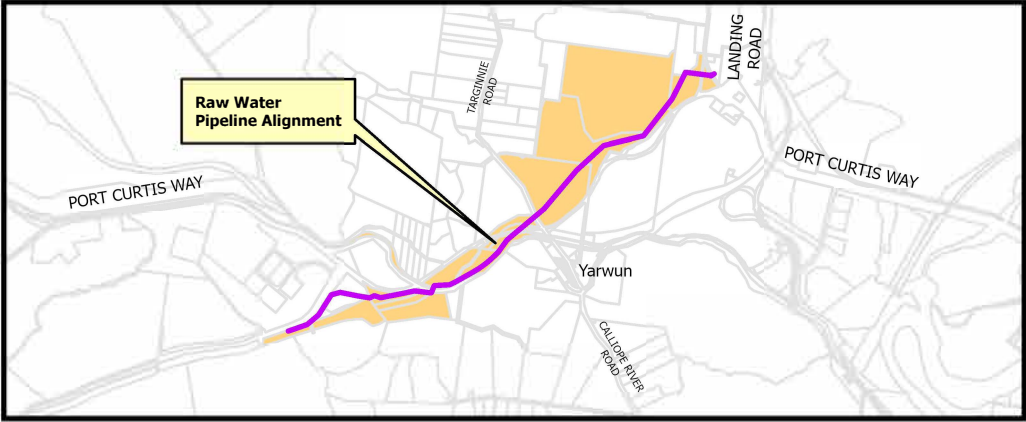 LANDING
ROAD
TARGINNIE
ROAD
Raw Water
Pipeline Alignment
PORT CURTIS WAY
PORT CURTIS WAY
Yarwun
CALLIOPE RIVER
ROAD